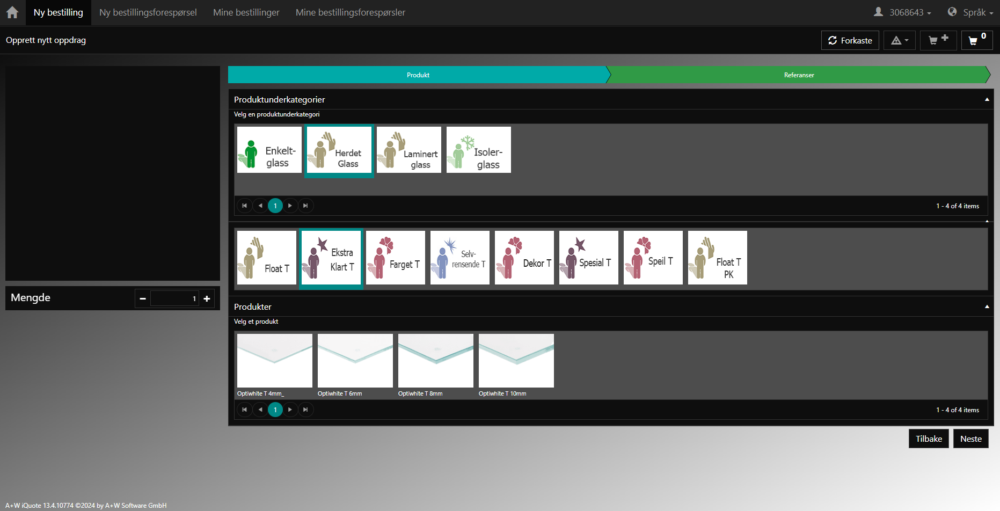 Ny bestilling
Ny bestillingsforespørsel
Mine bestillinger
Mine bestillingsforespørsler
3068643
Språk
Opprett nytt oppdrag
Forkaste
0
Produkt
Referanser
Produktunderkategorier
Velg en produktunderkategori
Enkelt-
glass
Herdet
Glass
Laminert
glass
Isoler-
glass
1
1 - 4 of 4 items
Float T
Ekstra
Klart T
Farget T
Selv-
rensende T
Dekor T
Spesial T
Speil T
Float T
PK
Mengde
1
Produkter
Velg et produkt
Optiwhite T 4mm_
Optiwhite T 6mm
Optiwhite T 8mm
Optiwhite T 10mm
1
1 - 4 of 4 items
Tilbake
Neste
A+W iQuote 13.4.10774 ©2024 by A+W Software GmbH